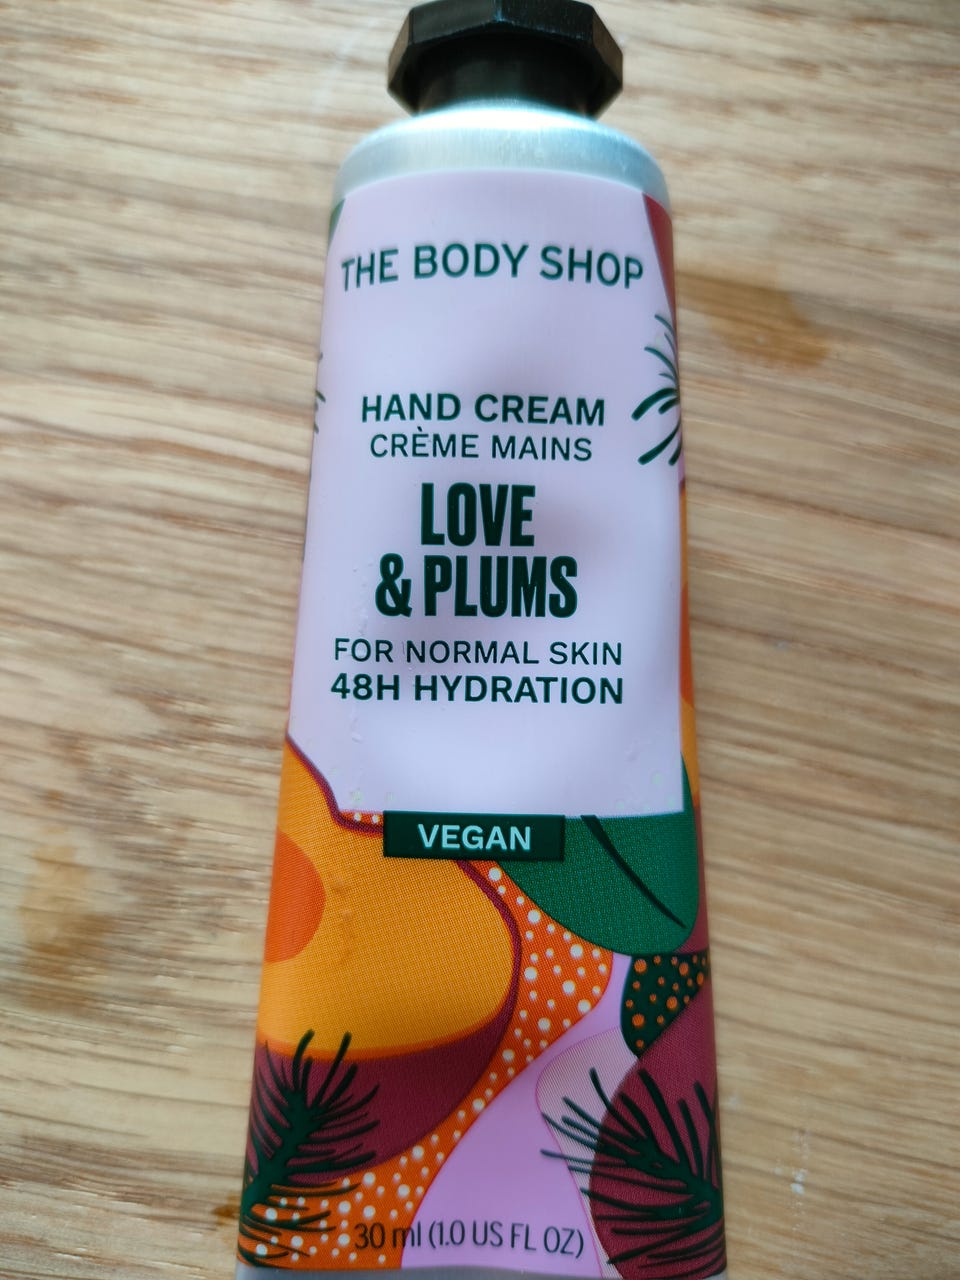 THE BODY SHOP
HAND CREAM
CRÈME MAINS
LOVE
& PLUMS
FOR NORMAL SKIN
48H HYDRATION
VEGAN
30 ml (1.0 US FL OZ)